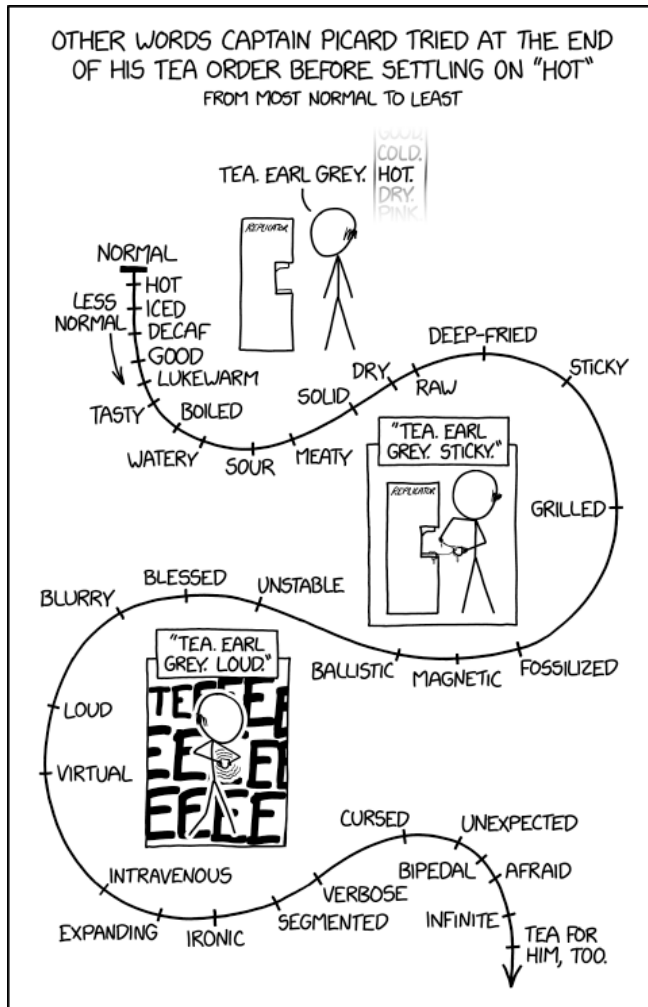 OTHER WORDS CAPTAIN PICARD TRIED AT THE END
OF HIS TEA ORDER BEFORE SETTLING ON "HOT"
FROM MOST NORMAL TO LEAST
GOOD.
COLD.
TEA. EARL GREY. HOT.
DRY.
PINK.
REPLICATOR
NORMAL
LESS
NORMAL
HOT
ICED
DECAF
GOOD
LUKEWARM
TASTY
BOILED
WATERY
SOUR
MEATY
SOLID
DRY
RAW
DEEP-FRIED
STICKY
"TEA. EARL
GREY. STICKY."
REPLICATOR
GRILLED
FOSSILIZED
MAGNETIC
BALLISTIC
UNSTABLE
BLESSED
BLURRY
"TEA. EARL
GREY. LOUD."
TEEEE
EEEE
EEEE
LOUD
VIRTUAL
INTRAVENOUS
EXPANDING
IRONIC
SEGMENTED
VERBOSE
CURSED
UNEXPECTED
BIPEDAL
AFRAID
INFINITE
TEA FOR
HIM, TOO.